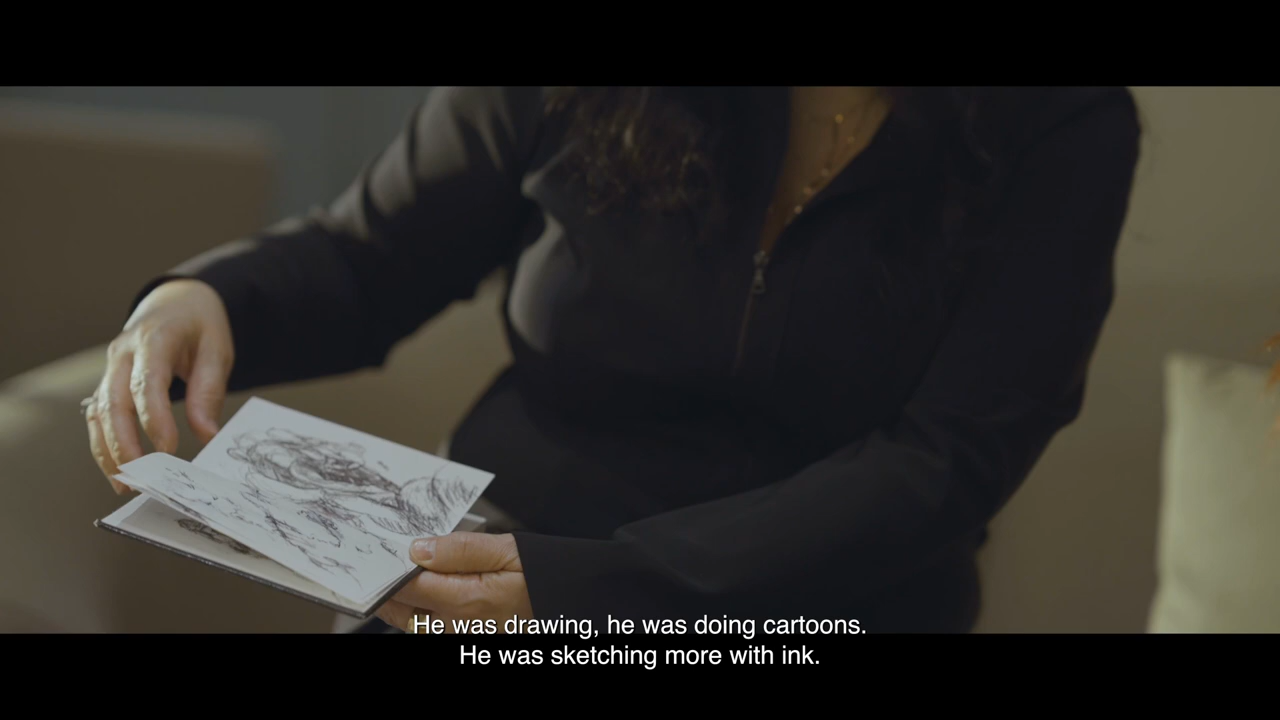 He was drawing, he was doing cartoons.
He was sketching more with ink.